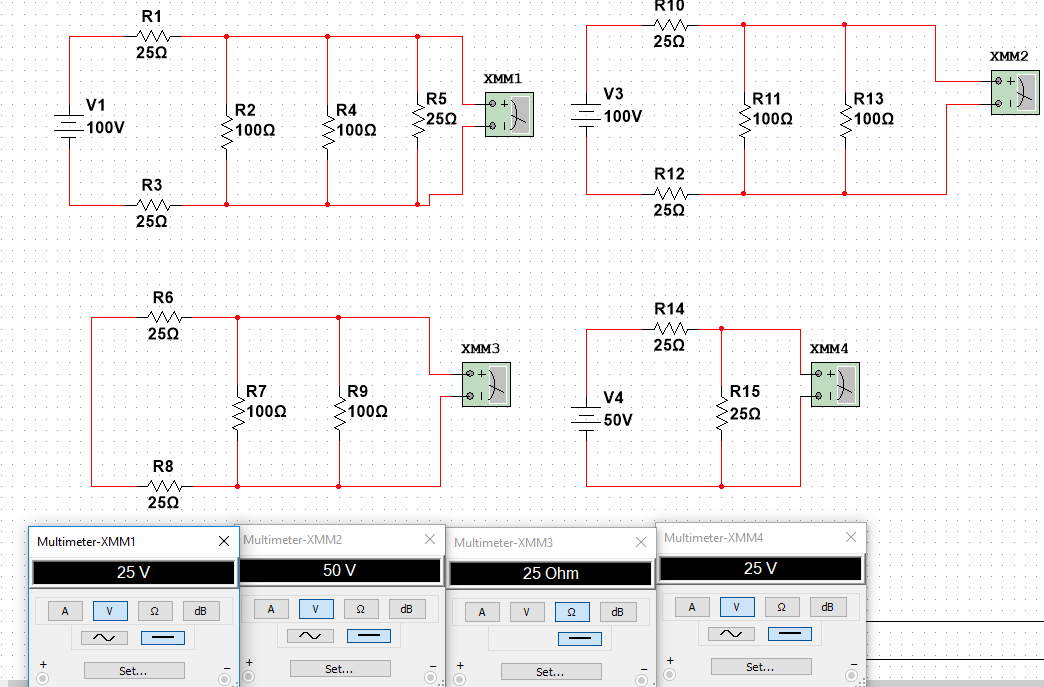 R1
25Ω
V1
100V
R2
100Ω
R4
100Ω
R5
25Ω
XMM1
R3
25Ω
R10
25Ω
V3
100V
R11
100Ω
R13
100Ω
XMM2
R12
25Ω
R6
25Ω
R7
100Ω
R9
100Ω
XMM3
R8
25Ω
R14
25Ω
V4
50V
R15
25Ω
XMM4
Multimeter-XMM1
25 V
A V Ω dB
+ Set... −
Multimeter-XMM2
50 V
A V Ω dB
+ Set... −
Multimeter-XMM3
25 Ohm
A V Ω dB
+ Set... −
Multimeter-XMM4
25 V
A V Ω dB
+ Set... −